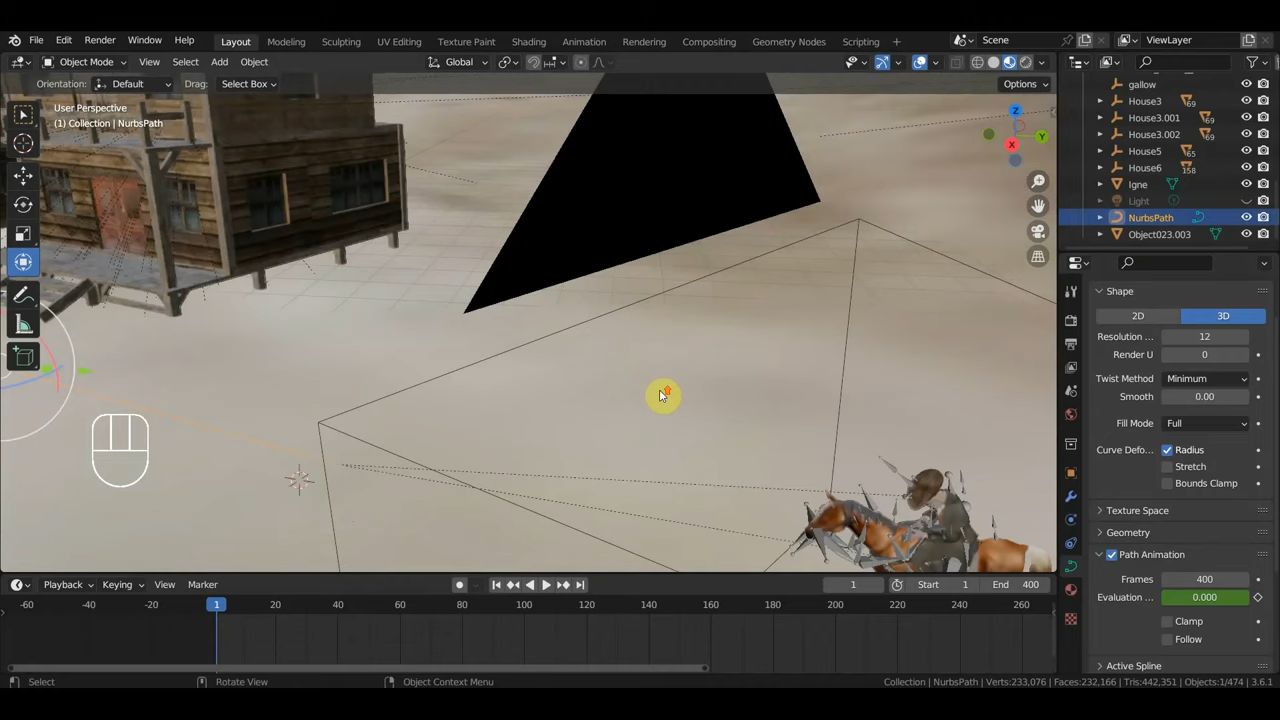 File Edit Render Window Help Layout Modeling Sculpting UV Editing Texture Paint Shading Animation Rendering Compositing Geometry Nodes Scripting + Scene ViewLayer
Object Mode View Select Add Object Global
Orientation: Default Drag: Select Box Options
User Perspective
(1) Collection | NurbsPath
Z
Y
X
gallow
House3 69
House3.001 69
House3.002 69
House5 65
House6 158
Igne
Light
NurbsPath
Object023.003
Shape
2D 3D
Resolution ... 12
Render U 0
Twist Method Minimum
Smooth 0.00
Fill Mode Full
Curve Defo... Radius
Stretch
Bounds Clamp
Texture Space
Geometry
Path Animation
Frames 400
Evaluation ... 0.000
Clamp
Follow
Active Spline
Playback Keying View Marker 1 Start 1 End 400
-60 -40 -20 1 20 40 60 80 100 120 140 160 180 200 220 240 260
Select Rotate View Object Context Menu Collection | NurbsPath | Verts:233,076 | Faces:232,166 | Tris:442,351 | Objects:1/474 | 3.6.1